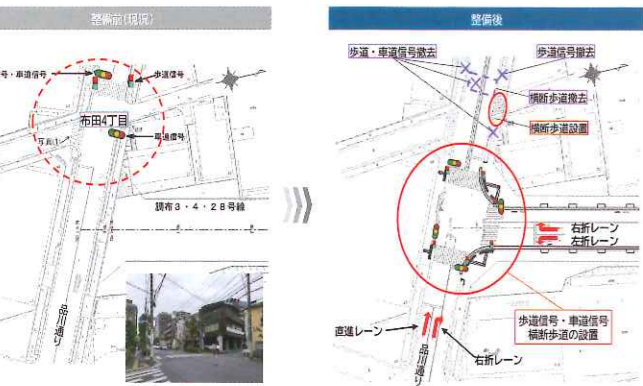 整備前(現況)
号・車道信号
歩道信号
布田4丁目
車道信号
写真1
調布3・4・28号線
品川通り
整備後
歩道・車道信号撤去
歩道信号撤去
横断歩道撤去
横断歩道設置
右折レーン
左折レーン
歩道信号・車道信号
横断歩道の設置
直進レーン
右折レーン
品川通り